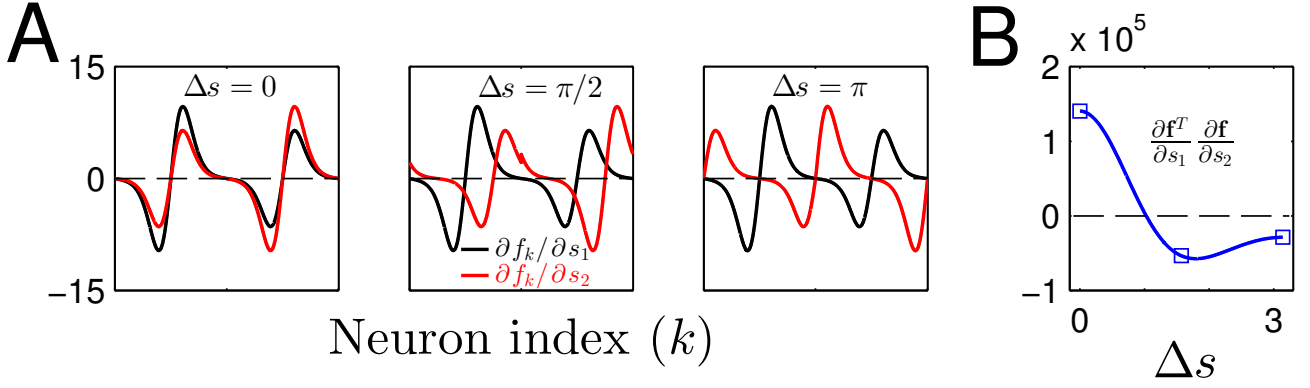 A
15
0
−15
Δs = 0
Δs = π/2
∂f_k/∂s_1
∂f_k/∂s_2
Δs = π
Neuron index (k)
B
x 10^5
2
1
0
−1
∂f^T/∂s_1 ∂f/∂s_2
0 3
Δs